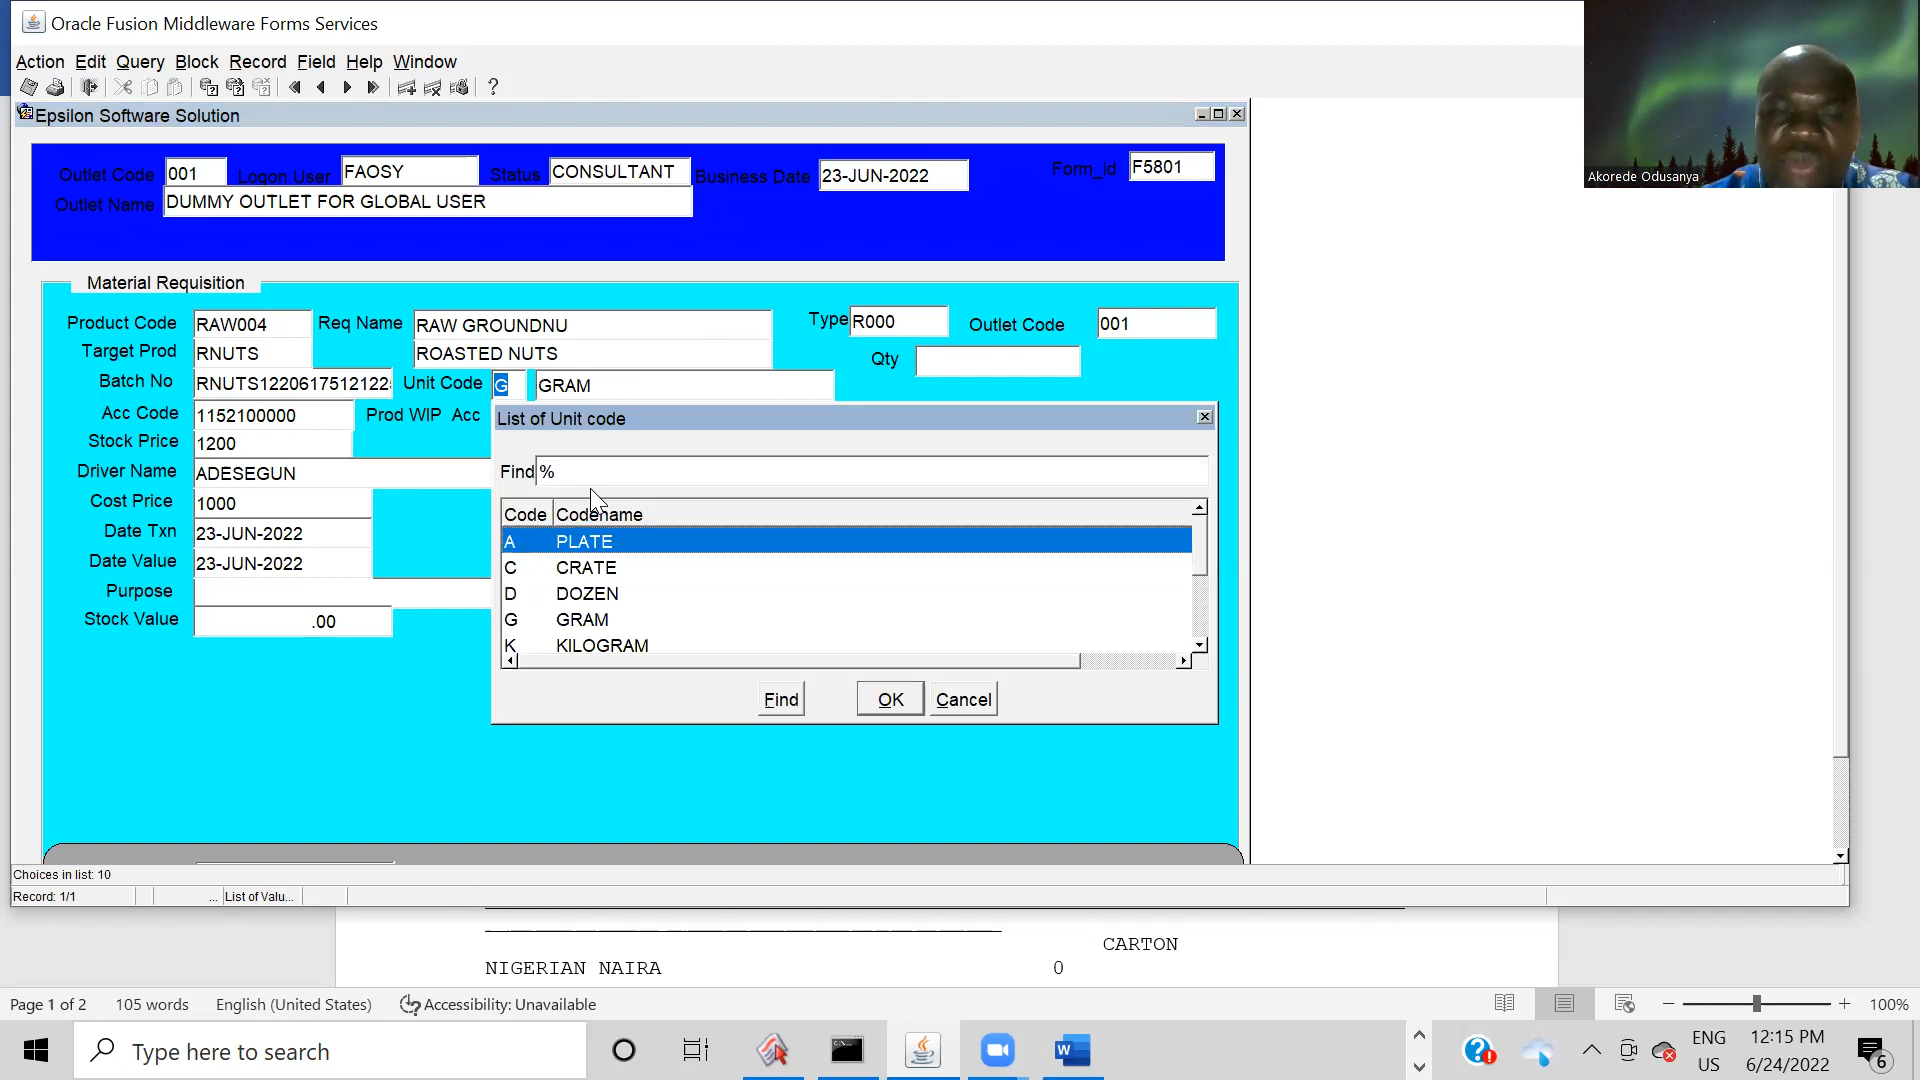 Oracle Fusion Middleware Forms Services
Action Edit Query Block Record Field Help Window
Epsilon Software Solution
Outlet Code 001 Logon User FAOSY Status CONSULTANT Business Date 23-JUN-2022 Form_id F5801
Outlet Name DUMMY OUTLET FOR GLOBAL USER
Akorede Odusanya
Material Requisition
Product Code RAW004 Req Name RAW GROUNDNU Type R000 Outlet Code 001
Target Prod RNUTS ROASTED NUTS Qty
Batch No Unit Code G GRAM
Acc Code 1152100000 Prod WIP Acc
Stock Price 1200
Driver Name ADESEGUN
Cost Price 1000
Date Txn 23-JUN-2022
Date Value 23-JUN-2022
Purpose
Stock Value .00
List of Unit code
Find %
Code Codename
A PLATE
C CRATE
D DOZEN
G GRAM
K KILOGRAM
Find OK Cancel
Choices in list: 10
Record: 1/1 ... List of Valu...
CARTON
NIGERIAN NAIRA 0
Page 1 of 2 105 words English (United States) Accessibility: Unavailable 100%
Type here to search
ENG
US
12:15 PM
6/24/2022
6